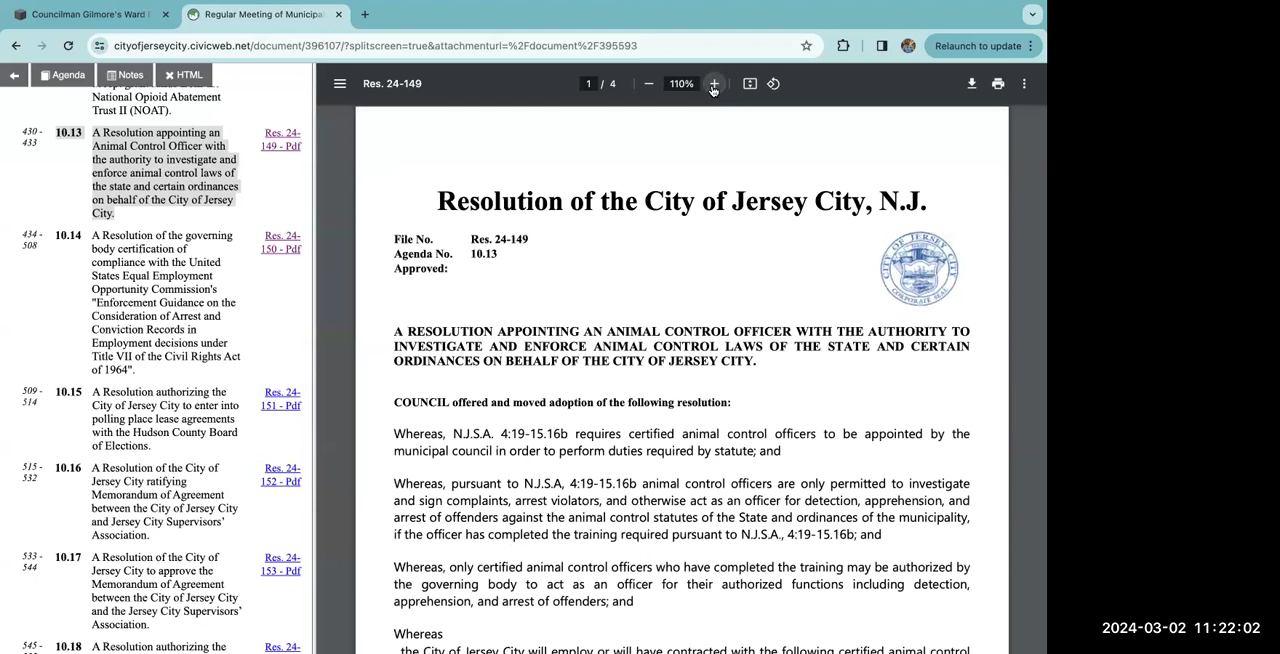 Councilman Gilmore's Ward
Regular Meeting of Municipa
cityofjerseycity.civicweb.net/document/396107/?splitscreen=true&attachmenturl=%2Fdocument%2F395593
Relaunch to update
Agenda
Notes
HTML
Res. 24-149
1 / 4
110%
National Opioid Abatement
Trust II (NOAT).
430 -
433
10.13
A Resolution appointing an
Animal Control Officer with
the authority to investigate and
enforce animal control laws of
the state and certain ordinances
on behalf of the City of Jersey
City.
Res. 24-
149 - Pdf
434 -
508
10.14
A Resolution of the governing
body certification of
compliance with the United
States Equal Employment
Opportunity Commission's
"Enforcement Guidance on the
Consideration of Arrest and
Conviction Records in
Employment decisions under
Title VII of the Civil Rights Act
of 1964".
Res. 24-
150 - Pdf
509 -
514
10.15
A Resolution authorizing the
City of Jersey City to enter into
polling place lease agreements
with the Hudson County Board
of Elections.
Res. 24-
151 - Pdf
515 -
532
10.16
A Resolution of the City of
Jersey City ratifying
Memorandum of Agreement
between the City of Jersey City
and Jersey City Supervisors'
Association.
Res. 24-
152 - Pdf
533 -
544
10.17
A Resolution of the City of
Jersey City to approve the
Memorandum of Agreement
between the City of Jersey City
and the Jersey City Supervisors'
Association.
Res. 24-
153 - Pdf
545 -
10.18
A Resolution authorizing the
Res. 24-
Resolution of the City of Jersey City, N.J.
File No. Res. 24-149
Agenda No. 10.13
Approved:
A RESOLUTION APPOINTING AN ANIMAL CONTROL OFFICER WITH THE AUTHORITY TO
INVESTIGATE AND ENFORCE ANIMAL CONTROL LAWS OF THE STATE AND CERTAIN
ORDINANCES ON BEHALF OF THE CITY OF JERSEY CITY.
COUNCIL offered and moved adoption of the following resolution:
Whereas, N.J.S.A. 4:19-15.16b requires certified animal control officers to be appointed by the
municipal council in order to perform duties required by statute; and
Whereas, pursuant to N.J.S.A, 4:19-15.16b animal control officers are only permitted to investigate
and sign complaints, arrest violators, and otherwise act as an officer for detection, apprehension, and
arrest of offenders against the animal control statutes of the State and ordinances of the municipality,
if the officer has completed the training required pursuant to N.J.S.A., 4:19-15.16b; and
Whereas, only certified animal control officers who have completed the training may be authorized by
the governing body to act as an officer for their authorized functions including detection,
apprehension, and arrest of offenders; and
Whereas
, the City of Jersey City will employ or will have contracted with the following certified animal control
2024-03-02 11:22:02